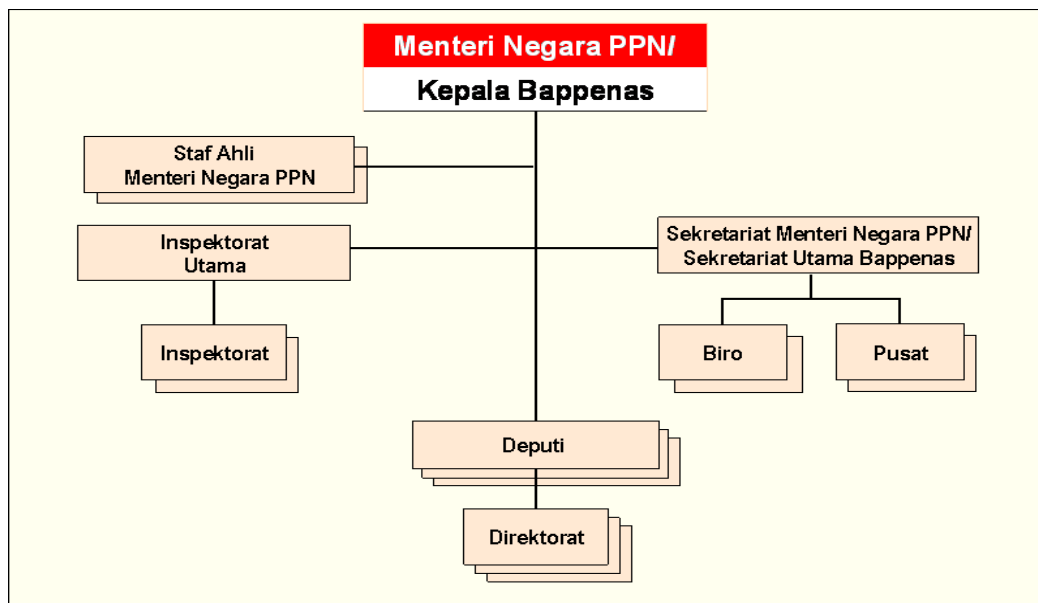 Menteri Negara PPN/
Kepala Bappenas
Staf Ahli
Menteri Negara PPN
Inspektorat
Utama
Sekretariat Menteri Negara PPN/
Sekretariat Utama Bappenas
Inspektorat
Biro
Pusat
Deputi
Direktorat